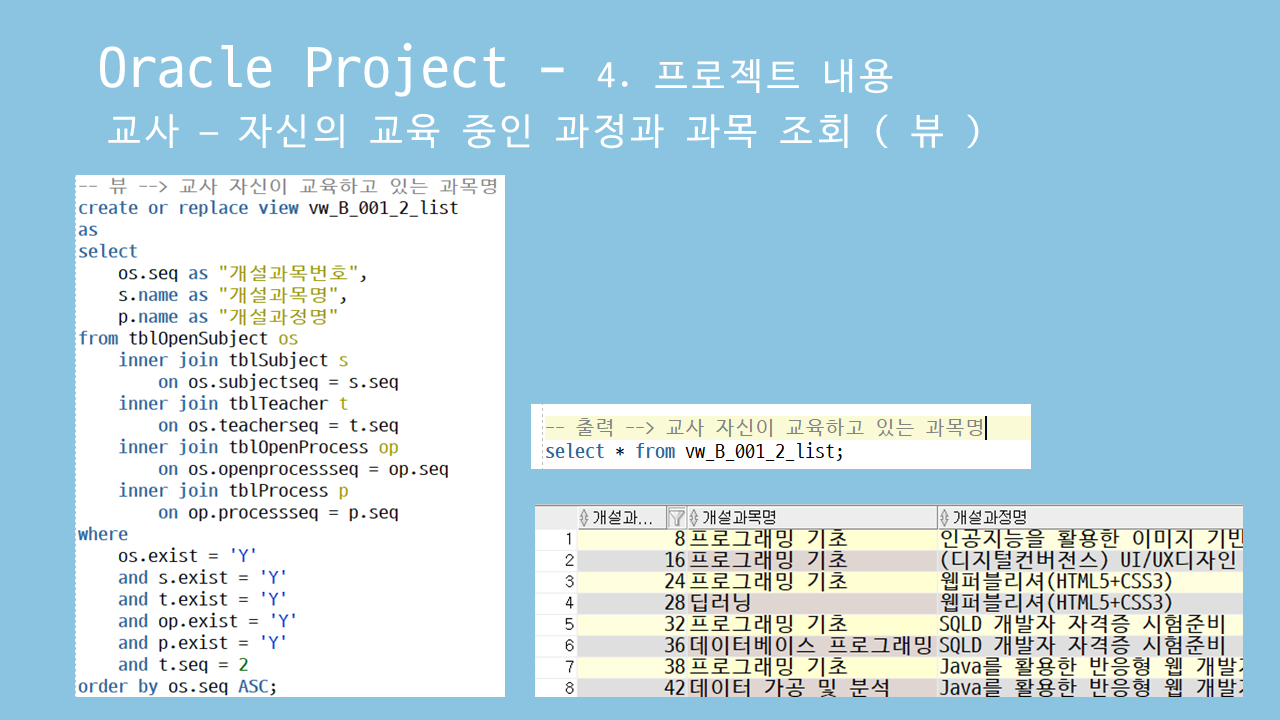 Oracle Project - 4. 프로젝트 내용
교사 – 자신의 교육 중인 과정과 과목 조회 ( 뷰 )
-- 뷰 --> 교사 자신이 교육하고 있는 과목명
create or replace view vw_B_001_2_list
as
select
os.seq as "개설과목번호",
s.name as "개설과목명",
p.name as "개설과정명"
from tblOpenSubject os
inner join tblSubject s
on os.subjectseq = s.seq
inner join tblTeacher t
on os.teacherseq = t.seq
inner join tblOpenProcess op
on os.openprocessseq = op.seq
inner join tblProcess p
on op.processseq = p.seq
where
os.exist = 'Y'
and s.exist = 'Y'
and t.exist = 'Y'
and op.exist = 'Y'
and p.exist = 'Y'
and t.seq = 2
order by os.seq ASC;
-- 출력 --> 교사 자신이 교육하고 있는 과목명
select * from vw_B_001_2_list;
개설과... 개설과목명 개설과정명
1 8 프로그래밍 기초 인공지능을 활용한 이미지 기반
2 16 프로그래밍 기초 (디지털컨버전스) UI/UX디자인
3 24 프로그래밍 기초 웹퍼블리셔(HTML5+CSS3)
4 28 딥러닝 웹퍼블리셔(HTML5+CSS3)
5 32 프로그래밍 기초 SQLD 개발자 자격증 시험준비
6 36 데이터베이스 프로그래밍 SQLD 개발자 자격증 시험준비
7 38 프로그래밍 기초 Java를 활용한 반응형 웹 개발자
8 42 데이터 가공 및 분석 Java를 활용한 반응형 웹 개발자